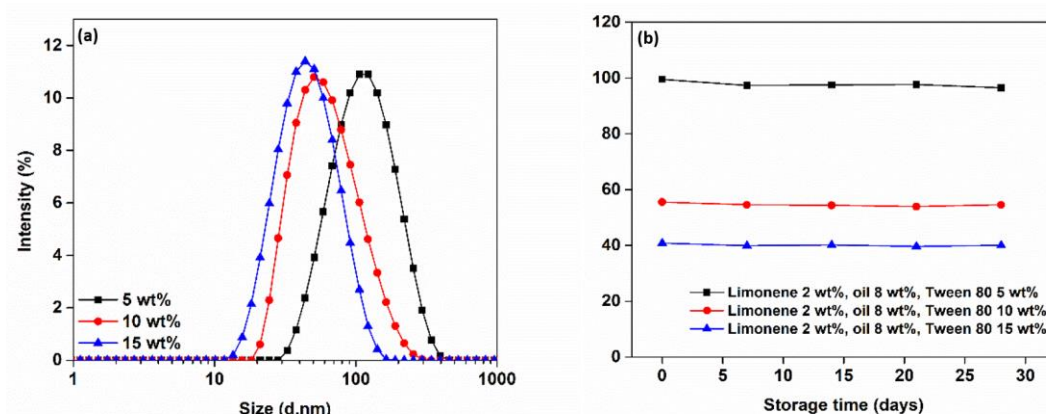 (a)
12
10
8
6
4
2
0
Intensity (%)
5 wt%
10 wt%
15 wt%
1 10 100 1000
Size (d.nm)
(b)
120
100
80
60
40
20
0
Limonene 2 wt%, oil 8 wt%, Tween 80 5 wt%
Limonene 2 wt%, oil 8 wt%, Tween 80 10 wt%
Limonene 2 wt%, oil 8 wt%, Tween 80 15 wt%
0 5 10 15 20 25 30
Storage time (days)